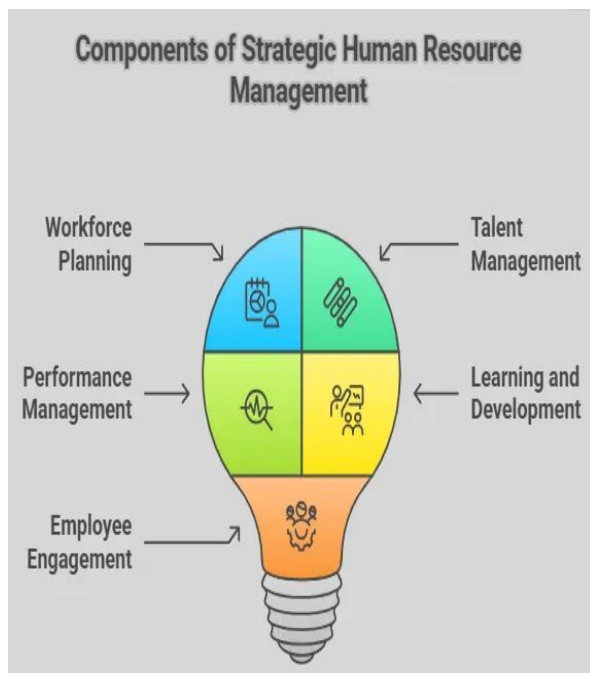 Components of Strategic Human Resource
Management
Workforce
Planning
Talent
Management
Performance
Management
Learning and
Development
Employee
Engagement